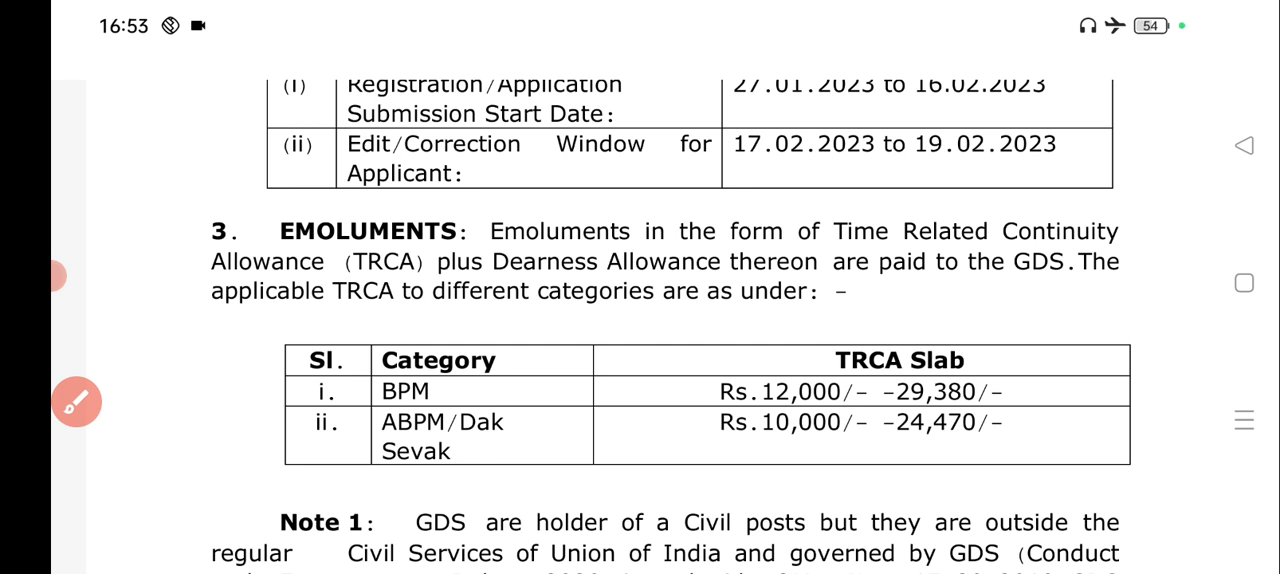 16:53
54
(i) Registration/Application 27.01.2023 to 16.02.2023
Submission Start Date:
(ii) Edit/Correction Window for 17.02.2023 to 19.02.2023
Applicant:
3. EMOLUMENTS: Emoluments in the form of Time Related Continuity
Allowance (TRCA) plus Dearness Allowance thereon are paid to the GDS.The
applicable TRCA to different categories are as under: –
Sl. Category TRCA Slab
i. BPM Rs.12,000/– –29,380/–
ii. ABPM/Dak Rs.10,000/– –24,470/–
Sevak
Note 1: GDS are holder of a Civil posts but they are outside the
regular Civil Services of Union of India and governed by GDS (Conduct